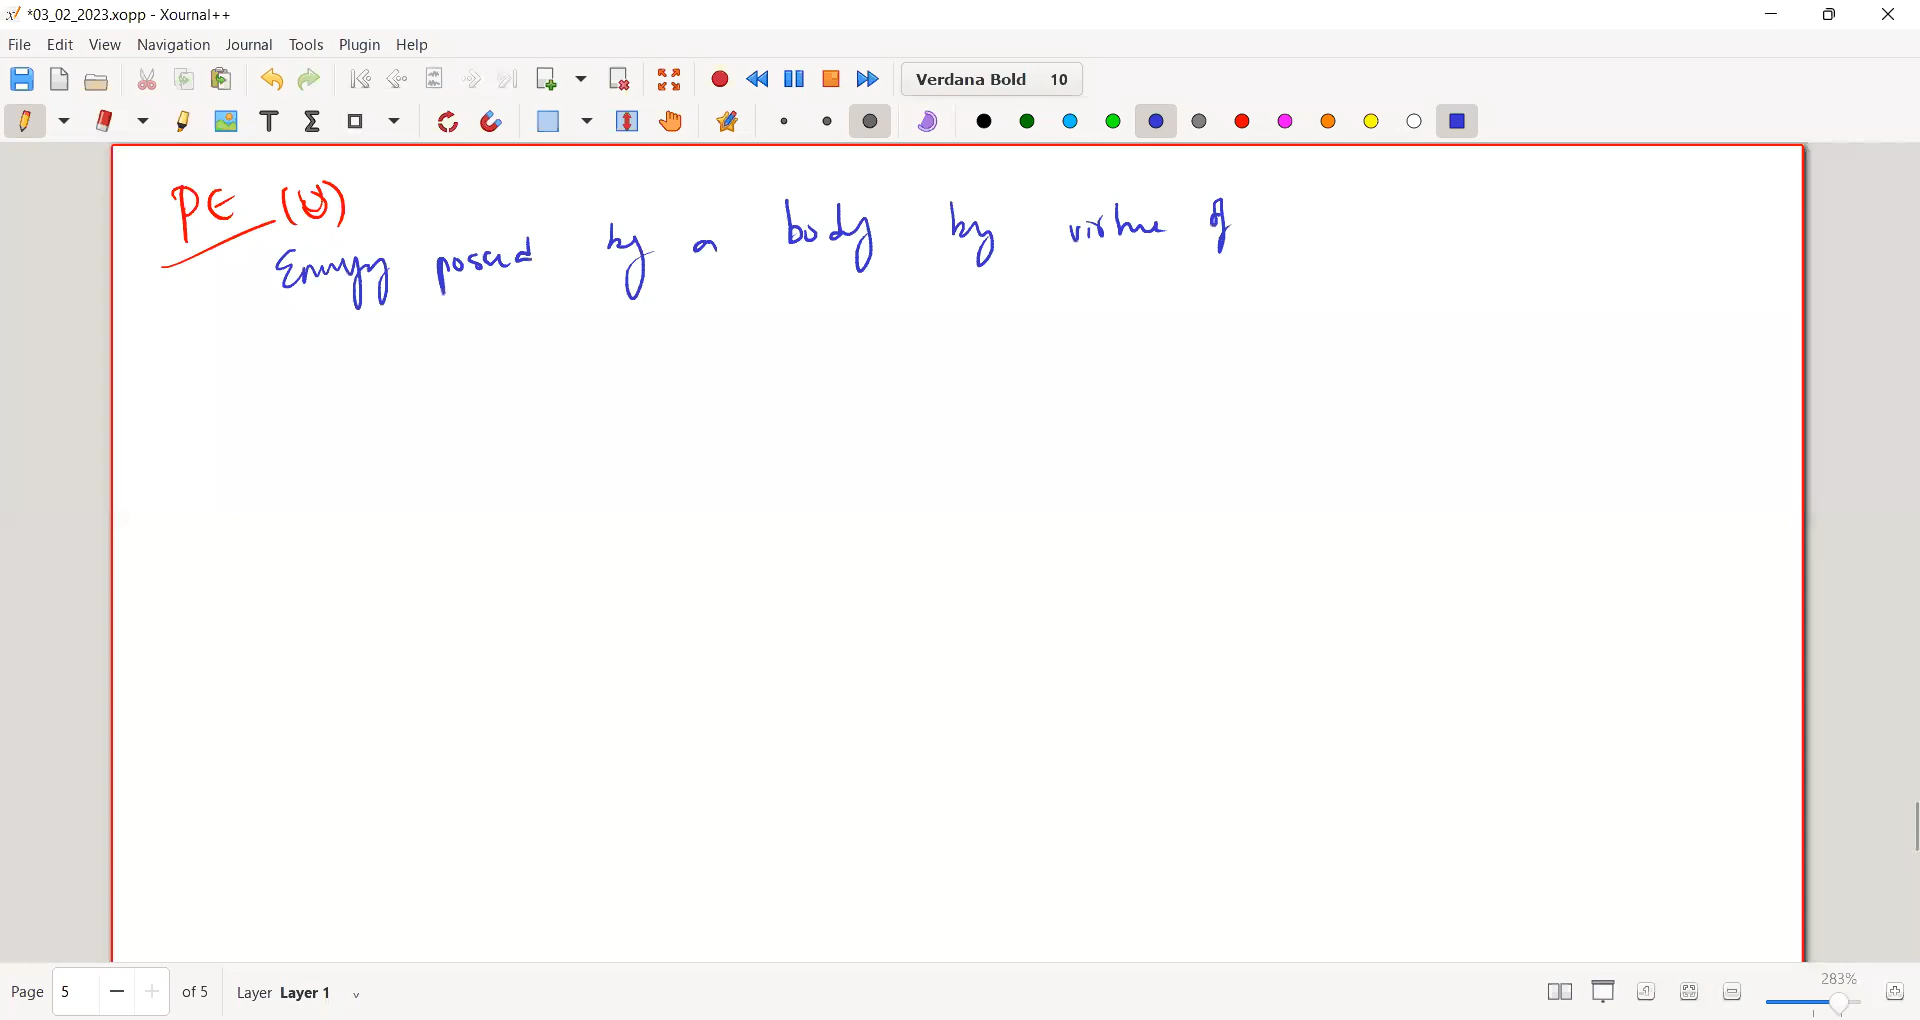 *03_02_2023.xopp - Xournal++
File Edit View Navigation Journal Tools Plugin Help
Verdana Bold 10
PE (U)
Energy possed by a body by virtue of
Page 5 of 5 Layer Layer 1
283%